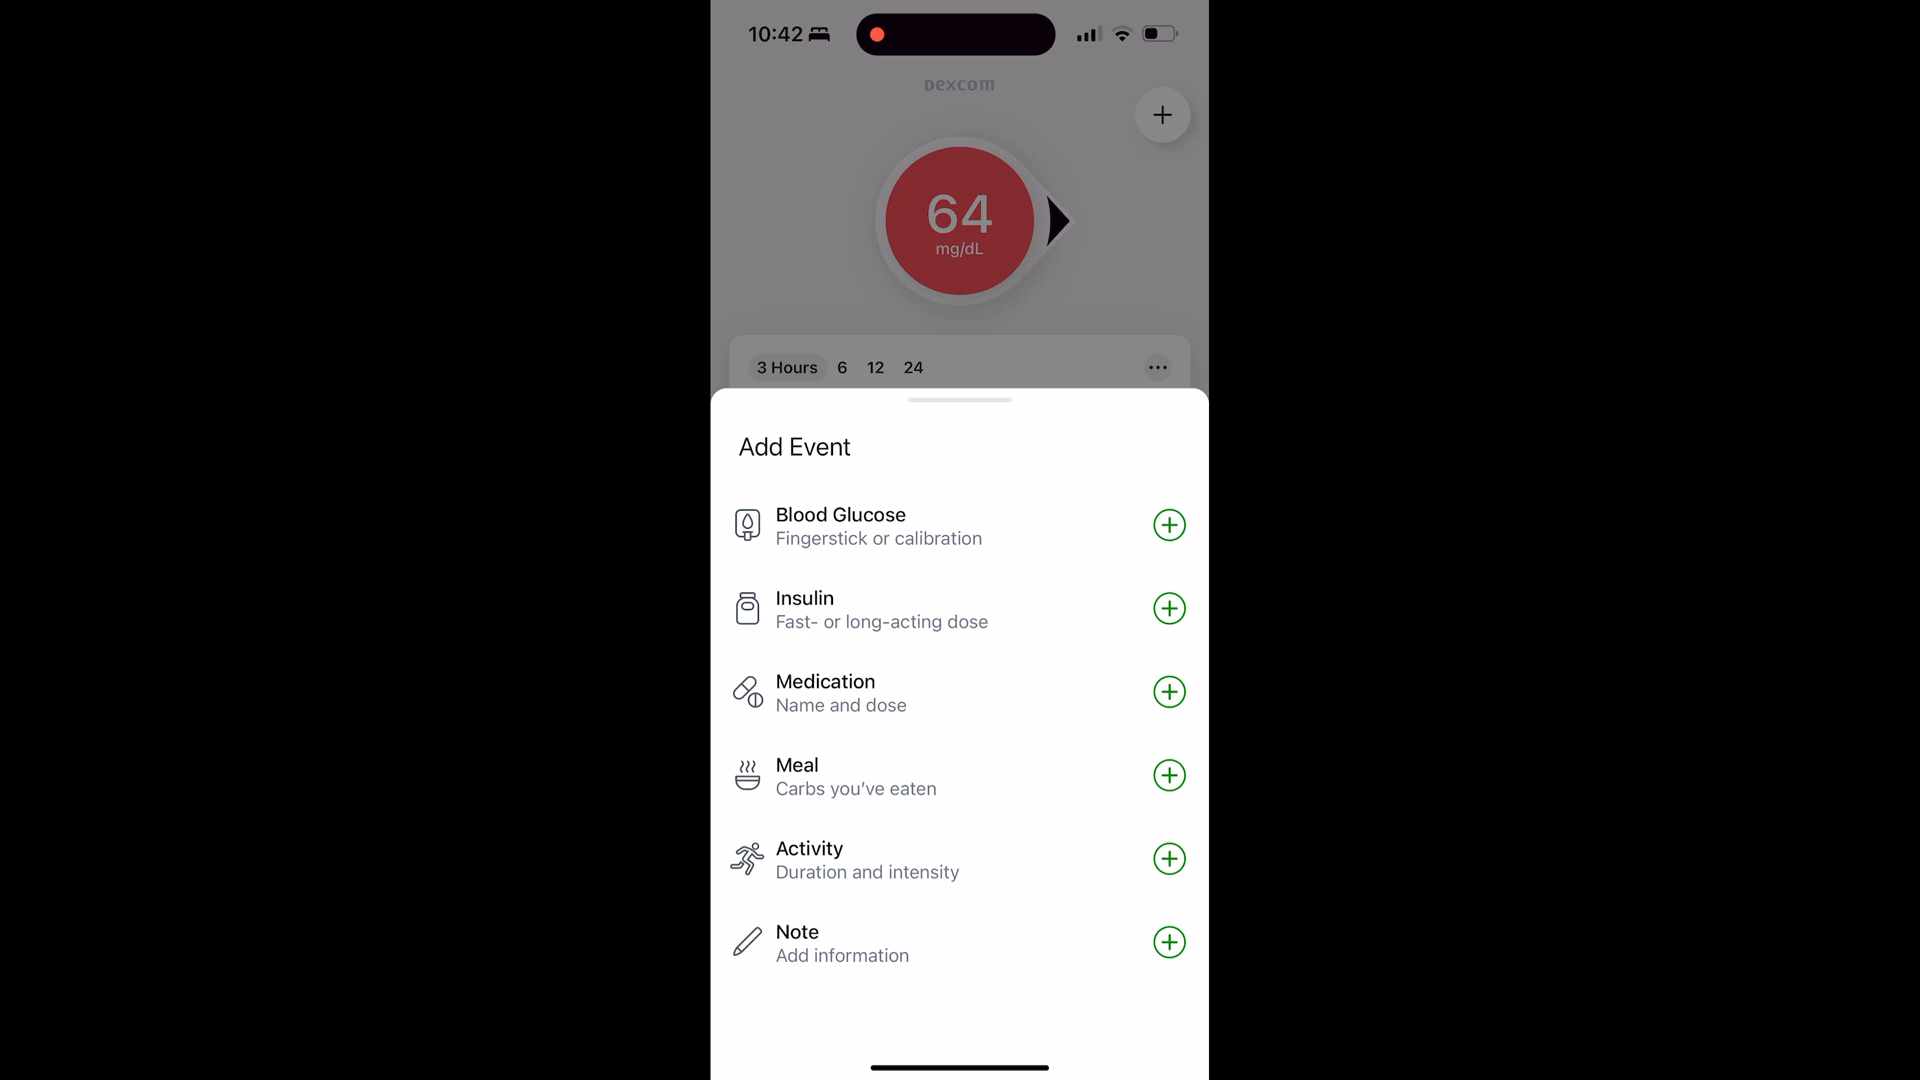 10:42
Dexcom
64
mg/dL
3 Hours 6 12 24
Add Event
Blood Glucose
Fingerstick or calibration
Insulin
Fast- or long-acting dose
Medication
Name and dose
Meal
Carbs you’ve eaten
Activity
Duration and intensity
Note
Add information